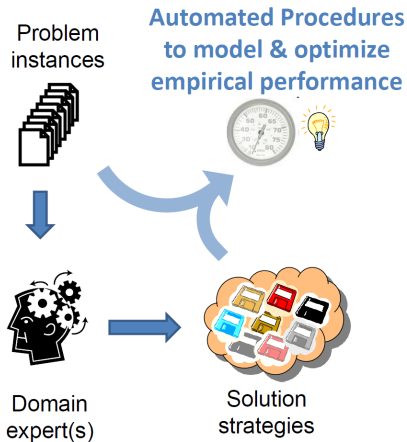 Problem
instances
Automated Procedures
to model & optimize
empirical performance
Domain
expert(s)
Solution
strategies